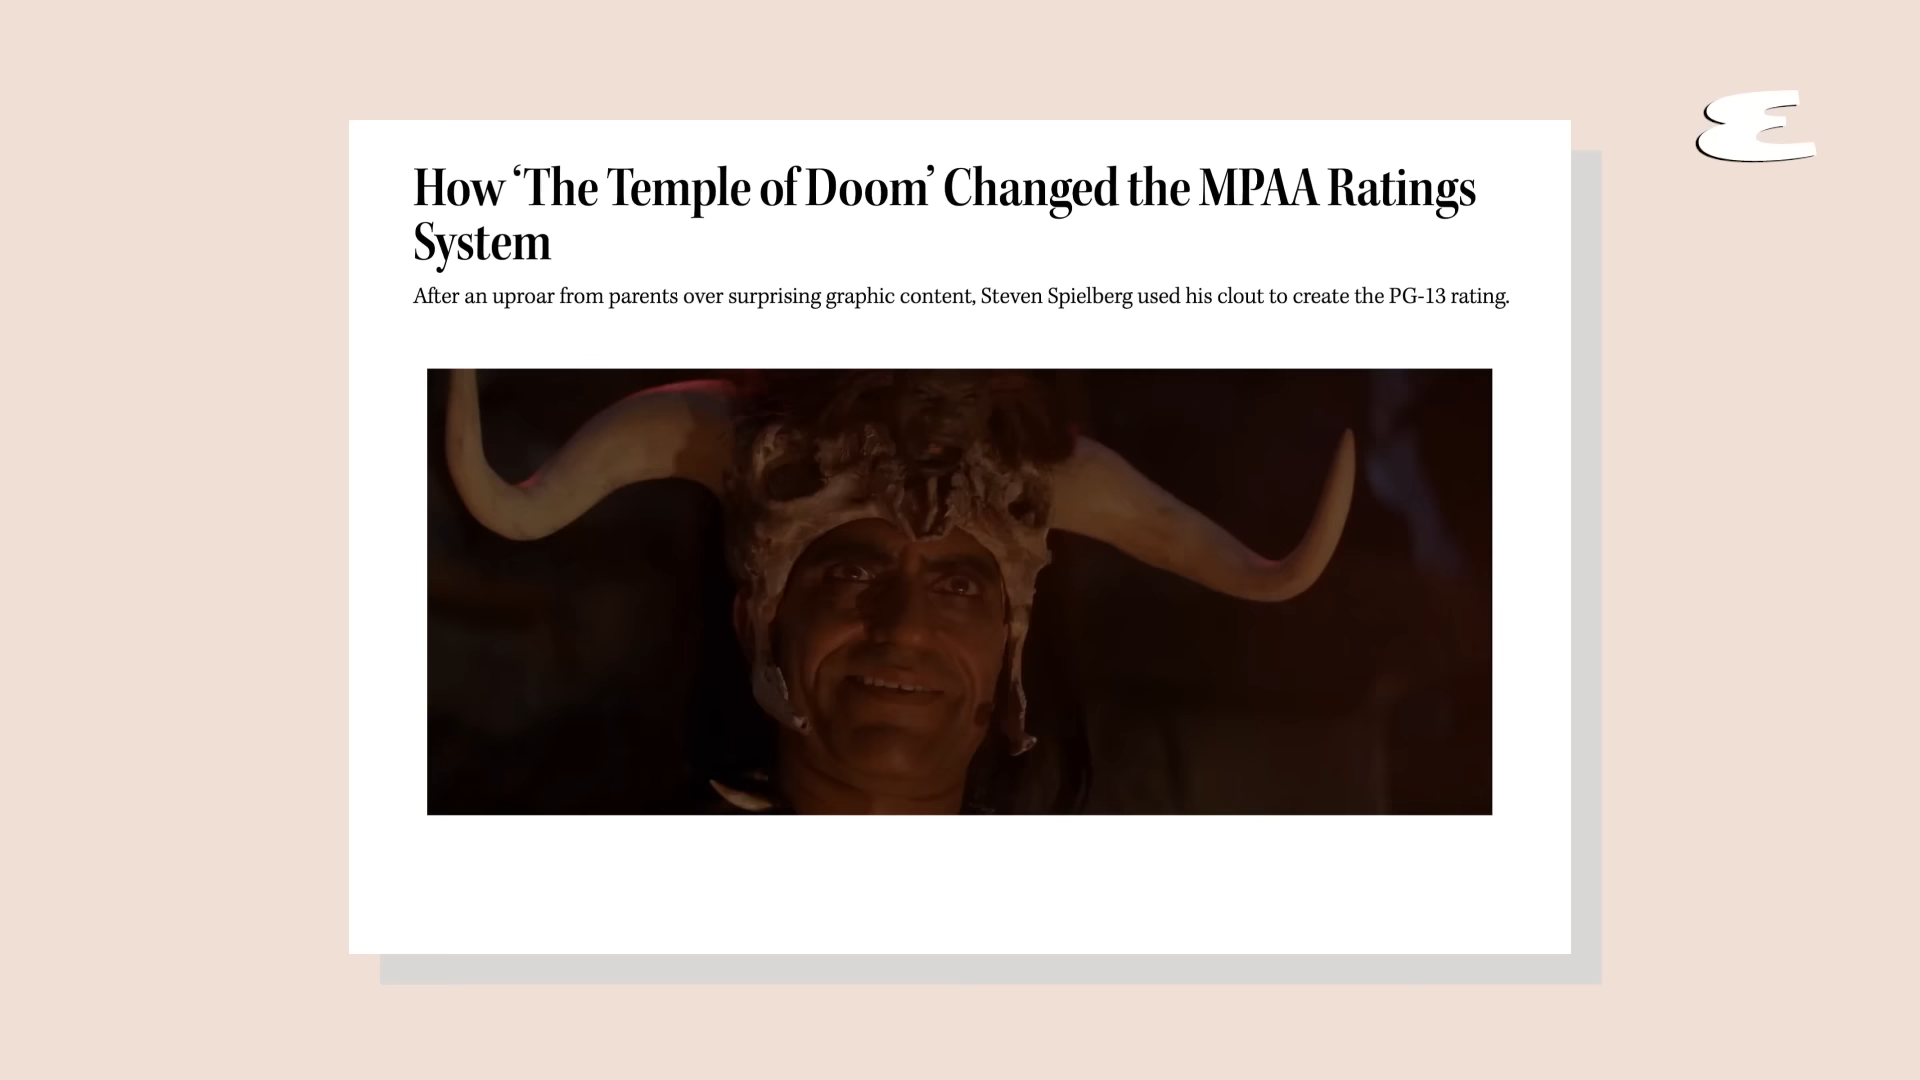 How ‘The Temple of Doom’ Changed the MPAA Ratings
System
After an uproar from parents over surprising graphic content, Steven Spielberg used his clout to create the PG-13 rating.
E